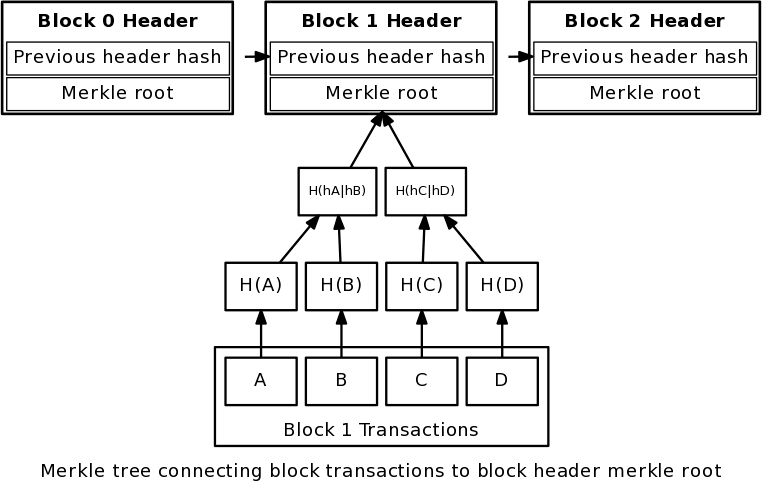 Block 0 Header
Previous header hash
Merkle root
Block 1 Header
Previous header hash
Merkle root
Block 2 Header
Previous header hash
Merkle root
H(hA|hB)
H(hC|hD)
H(A)
H(B)
H(C)
H(D)
A
B
C
D
Block 1 Transactions
Merkle tree connecting block transactions to block header merkle root